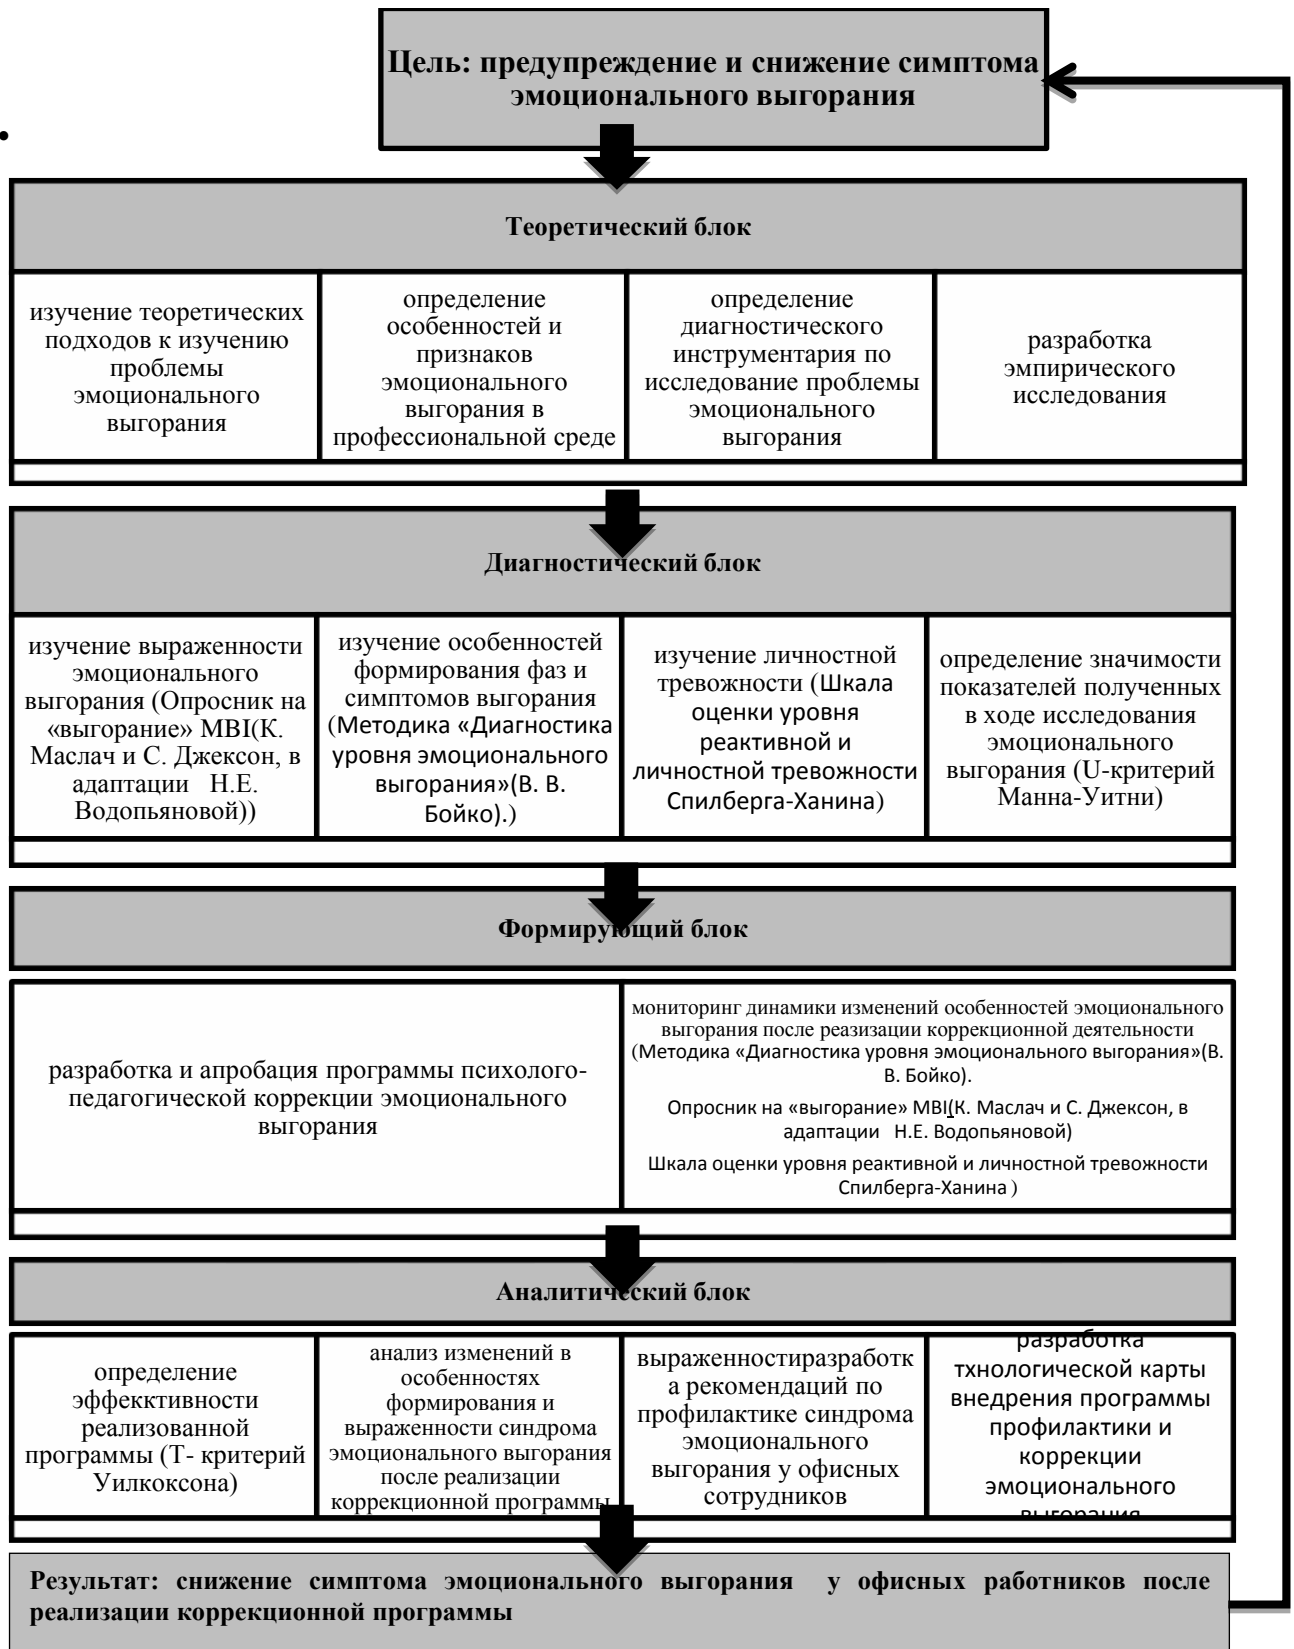 Цель: предупреждение и снижение симптома
эмоционального выгорания
.
Теоретический блок
изучение теоретических
подходов к изучению
проблемы
эмоционального
выгорания
определение
особенностей и
признаков
эмоционального
выгорания в
профессиональной среде
определение
диагностического
инструментария по
исследование проблемы
эмоционального
выгорания
разработка
эмпирического
исследования
Диагностический блок
изучение выраженности
эмоционального
выгорания (Опросник на
«выгорание» MBI(К.
Маслач и С. Джексон, в
адаптации Н.Е.
Водопьяновой))
изучение особенностей
формирования фаз и
симптомов выгорания
(Методика «Диагностика
уровня эмоционального
выгорания»(В. В.
Бойко).)
изучение личностной
тревожности (Шкала
оценки уровня
реактивной и
личностной тревожности
Спилберга-Ханина)
определение значимости
показателей полученных
в ходе исследования
эмоционального
выгорания (U-критерий
Манна-Уитни)
Формирующий блок
разработка и апробация программы психолого-
педагогической коррекции эмоционального
выгорания
мониторинг динамики изменений особенностей эмоционального
выгорания после реазизации коррекционной деятельности
(Методика «Диагностика уровня эмоционального выгорания»(В.
В. Бойко).
Опросник на «выгорание» MBI(К. Маслач и С. Джексон, в
адаптации Н.Е. Водопьяновой)
Шкала оценки уровня реактивной и личностной тревожности
Спилберга-Ханина )
Аналитический блок
определение
эффекктивности
реализованной
программы (Т- критерий
Уилкоксона)
анализ изменений в
особенностях
формирования и
выраженности синдрома
эмоционального выгорания
после реализации
коррекционной программы
выраженностиразработк
а рекомендаций по
профилактике синдрома
эмоционального
выгорания у офисных
сотрудников
разработка
тхнологической карты
внедрения программы
профилактики и
коррекции
эмоционального
выгорания
Результат: снижение симптома эмоционального выгорания у офисных работников после
реализации коррекционной программы